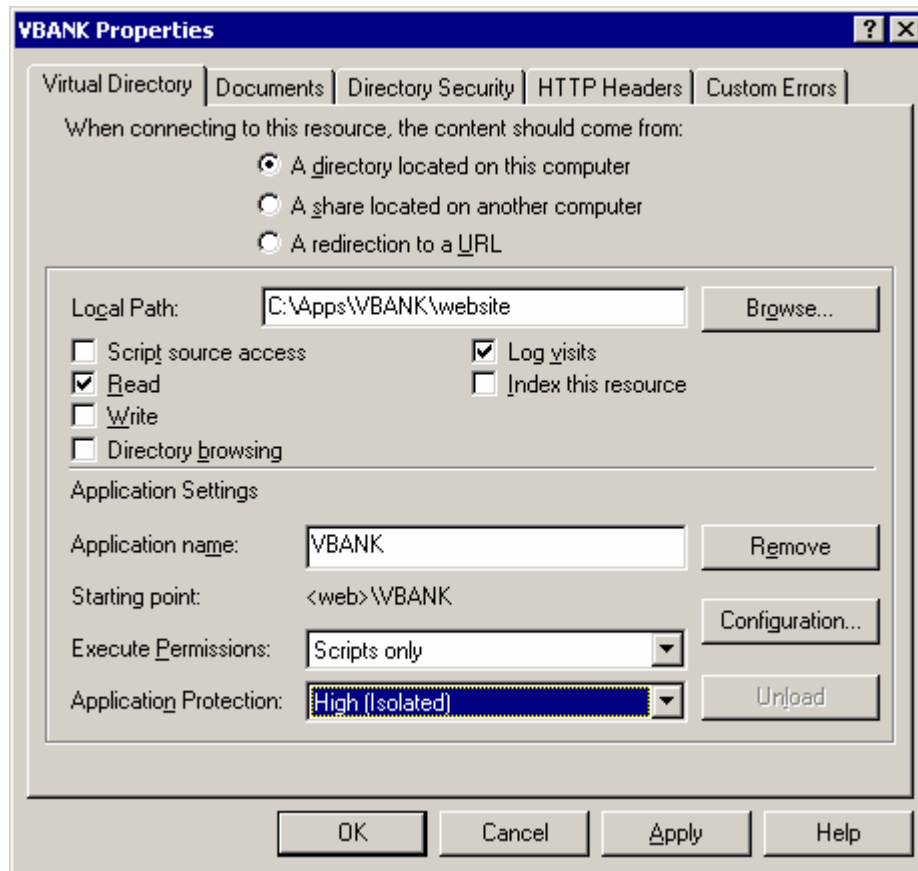 VBANK Properties
Virtual Directory Documents Directory Security HTTP Headers Custom Errors
When connecting to this resource, the content should come from:
A directory located on this computer
A share located on another computer
A redirection to a URL
Local Path: C:\Apps\VBANK\website Browse...
Script source access Log visits
Read Index this resource
Write
Directory browsing
Application Settings
Application name: VBANK Remove
Starting point: <web>\VBANK
Configuration...
Execute Permissions: Scripts only
Application Protection: High (Isolated) Unload
OK Cancel Apply Help